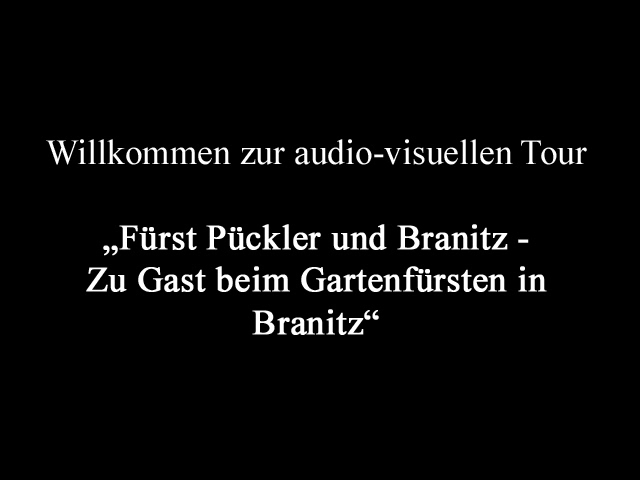 Willkommen zur audio-visuellen Tour
„Fürst Pückler und Branitz -
Zu Gast beim Gartenfürsten in
Branitz“